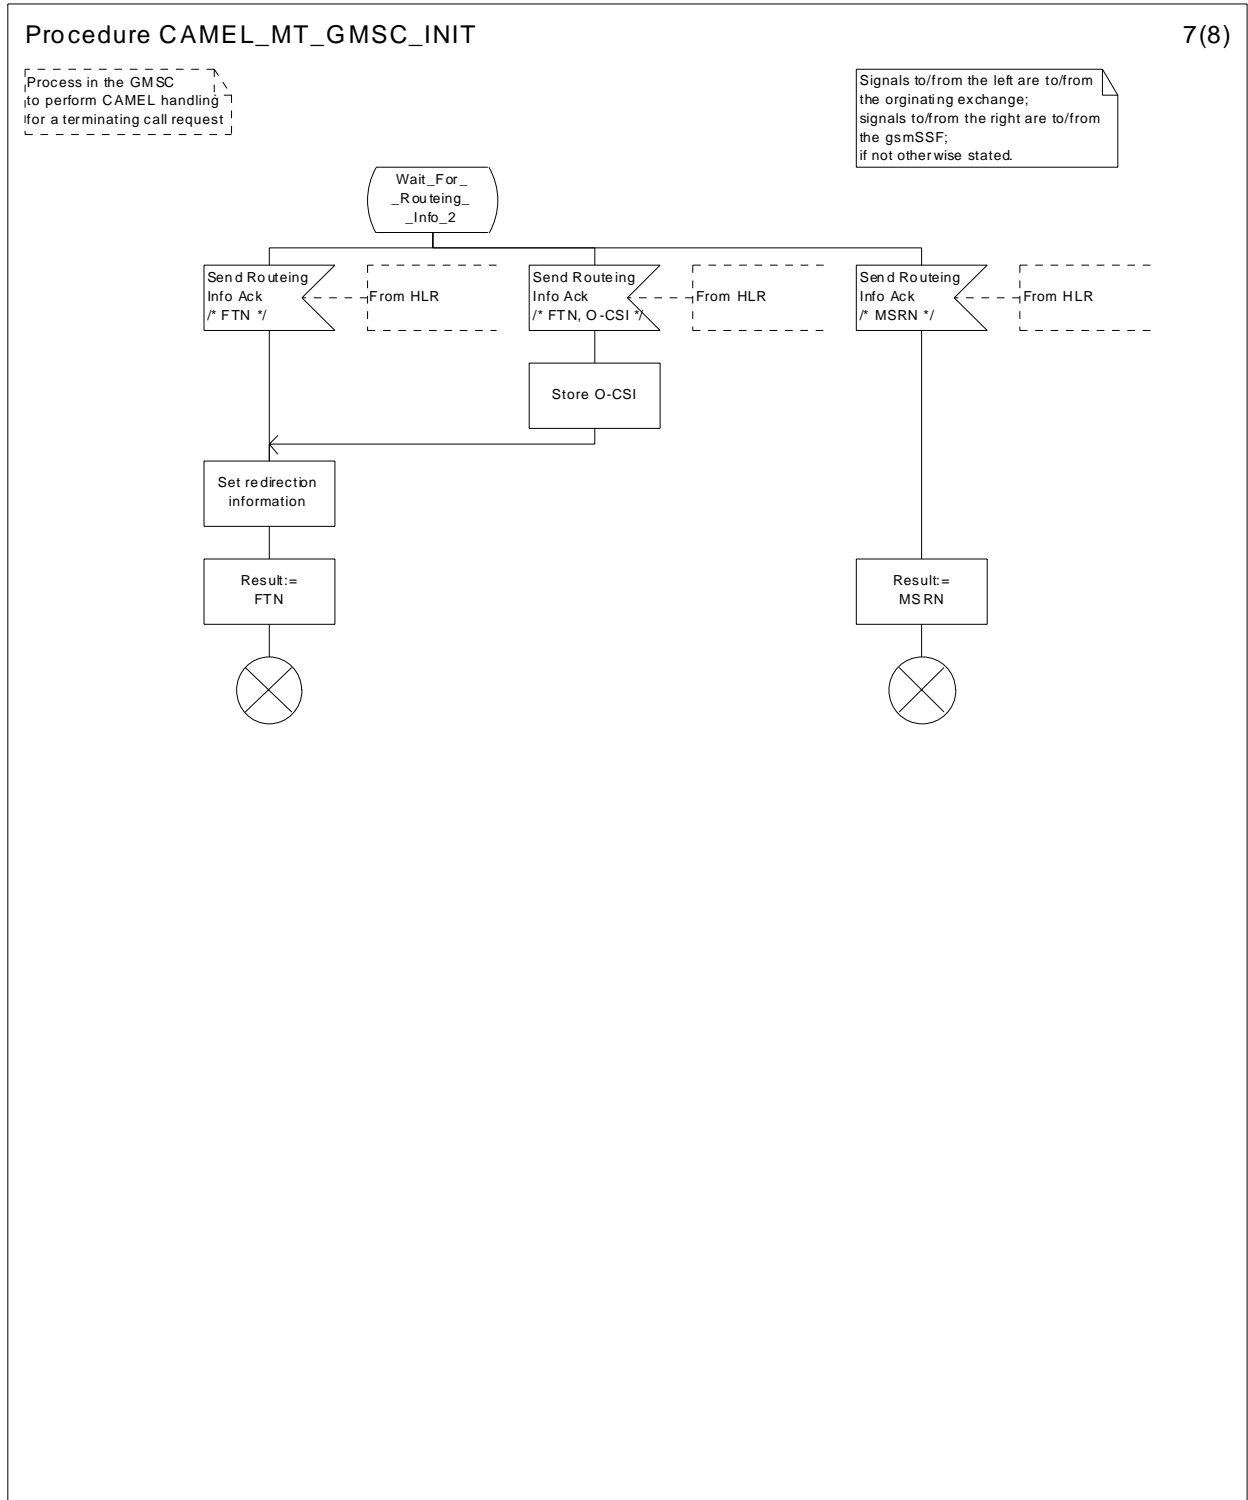 Procedure CAMEL_MT_GMSC_INIT
7(8)
Process in the GMSC
to perform CAMEL handling
for a terminating call request
Signals to/from the left are to/from
the orginating exchange;
signals to/from the right are to/from
the gsmSSF;
if not otherwise stated.
Wait_For_
_Routeing_
_Info_2
Send Routeing
Info Ack
/* FTN */
From HLR
Send Routeing
Info Ack
/* FTN, O-CSI */
From HLR
Send Routeing
Info Ack
/* MSRN */
From HLR
Store O-CSI
Set redirection
information
Result:=
FTN
Result:=
MSRN